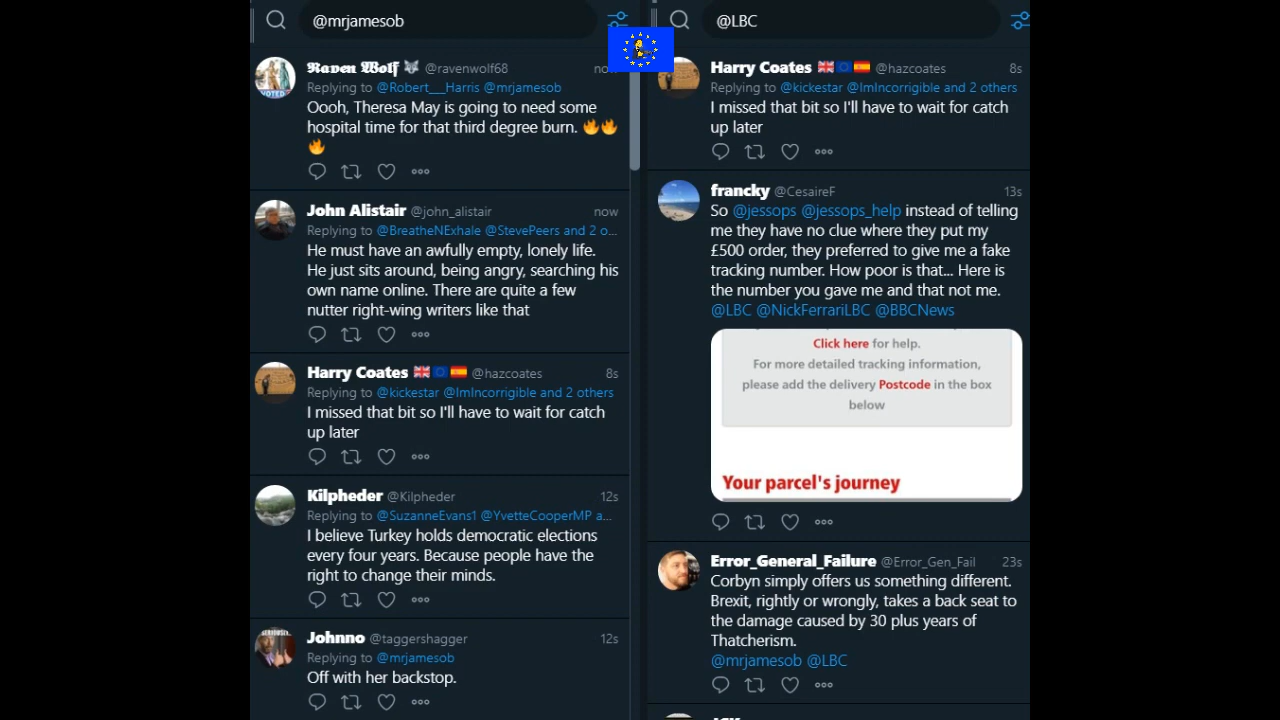 @mrjamesob
Raven Wolf 🐺 @ravenwolf68 now
Replying to @Robert__Harris @mrjamesob
Oooh, Theresa May is going to need some
hospital time for that third degree burn. 🔥🔥
🔥
John Alistair @john_alistair now
Replying to @BreatheNExhale @StevePeers and 2 o...
He must have an awfully empty, lonely life.
He just sits around, being angry, searching his
own name online. There are quite a few
nutter right-wing writers like that
Harry Coates 🇬🇧🇪🇺🇪🇸 @hazcoates 8s
Replying to @kickestar @ImIncorrigible and 2 others
I missed that bit so I'll have to wait for catch
up later
Kilpheder @Kilpheder 12s
Replying to @SuzanneEvans1 @YvetteCooperMP a...
I believe Turkey holds democratic elections
every four years. Because people have the
right to change their minds.
Johnno @taggershagger 12s
Replying to @mrjamesob
Off with her backstop.
@LBC
Harry Coates 🇬🇧🇪🇺🇪🇸 @hazcoates 8s
Replying to @kickestar @ImIncorrigible and 2 others
I missed that bit so I'll have to wait for catch
up later
francky @CesaireF 13s
So @jessops @jessops_help instead of telling
me they have no clue where they put my
£500 order, they preferred to give me a fake
tracking number. How poor is that... Here is
the number you gave me and that not me.
@LBC @NickFerrariLBC @BBCNews
Click here for help.
For more detailed tracking information,
please add the delivery Postcode in the box
below
Your parcel's journey
Error_General_Failure @Error_Gen_Fail 23s
Corbyn simply offers us something different.
Brexit, rightly or wrongly, takes a back seat to
the damage caused by 30 plus years of
Thatcherism.
@mrjamesob @LBC